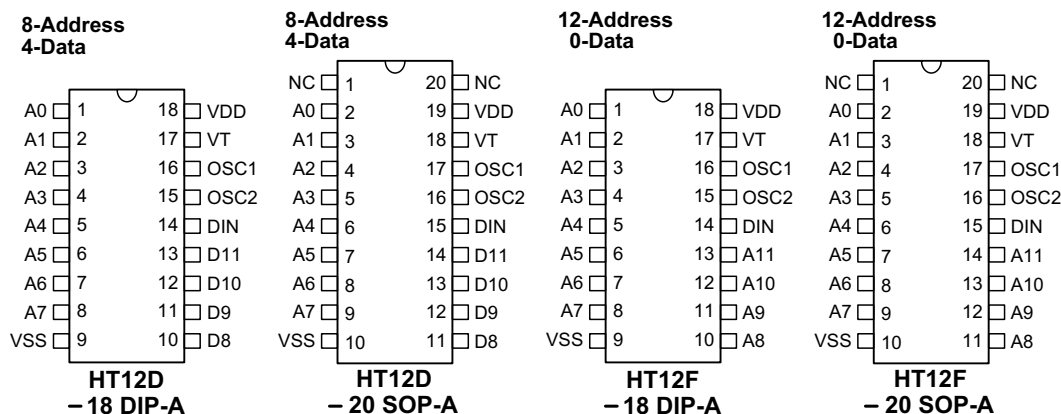 8-Address 8-Address 12-Address 12-Address
4-Data 4-Data 0-Data 0-Data
NC 1 20 NC NC 1 20 NC
A0 1 18 VDD A0 2 19 VDD A0 1 18 VDD A0 2 19 VDD
A1 2 17 VT A1 3 18 VT A1 2 17 VT A1 3 18 VT
A2 3 16 OSC1 A2 4 17 OSC1 A2 3 16 OSC1 A2 4 17 OSC1
A3 4 15 OSC2 A3 5 16 OSC2 A3 4 15 OSC2 A3 5 16 OSC2
A4 5 14 DIN A4 6 15 DIN A4 5 14 DIN A4 6 15 DIN
A5 6 13 D11 A5 7 14 D11 A5 6 13 A11 A5 7 14 A11
A6 7 12 D10 A6 8 13 D10 A6 7 12 A10 A6 8 13 A10
A7 8 11 D9 A7 9 12 D9 A7 8 11 A9 A7 9 12 A9
VSS 9 10 D8 VSS 10 11 D8 VSS 9 10 A8 VSS 10 11 A8
HT12D HT12D HT12F HT12F
– 18 DIP-A – 20 SOP-A – 18 DIP-A – 20 SOP-A